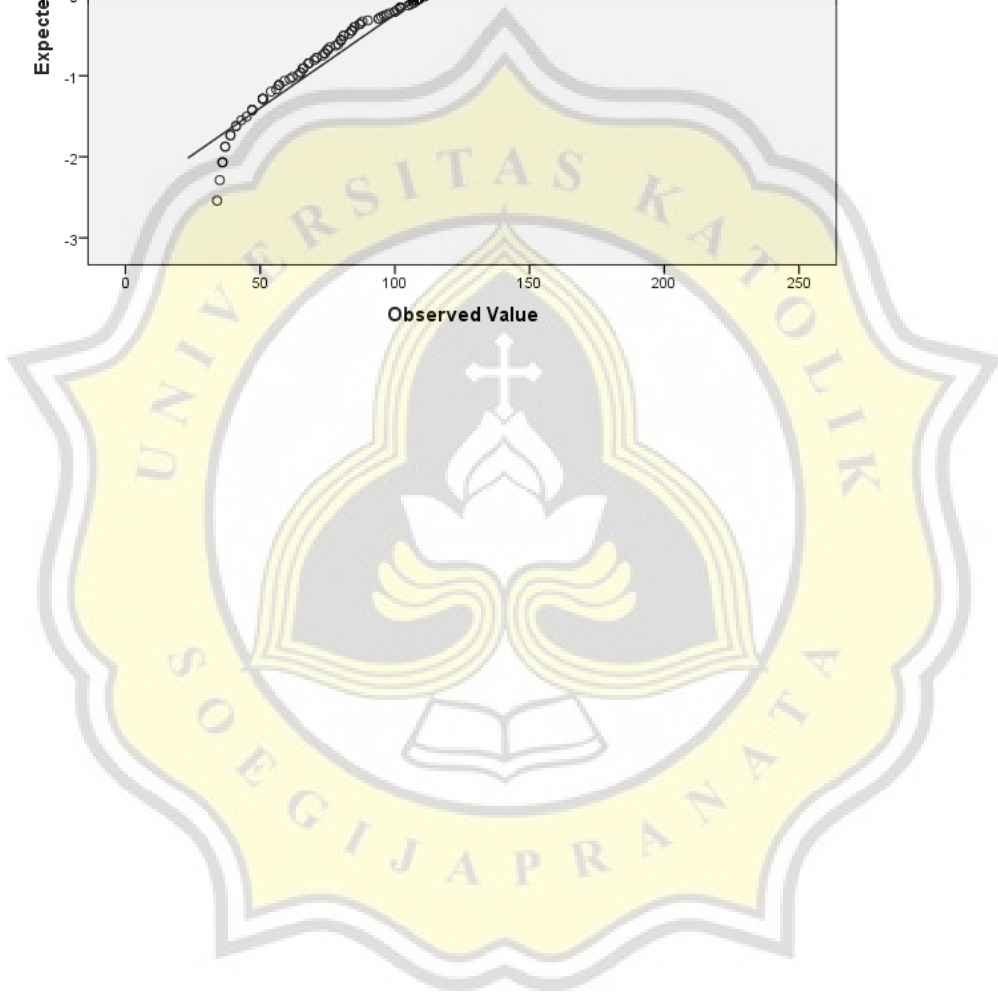 Expecte
-1
-2
-3
0 50 100 150 200 250
Observed Value
UNIVERSITAS KATOLIK
SOEGIJAPRANATA